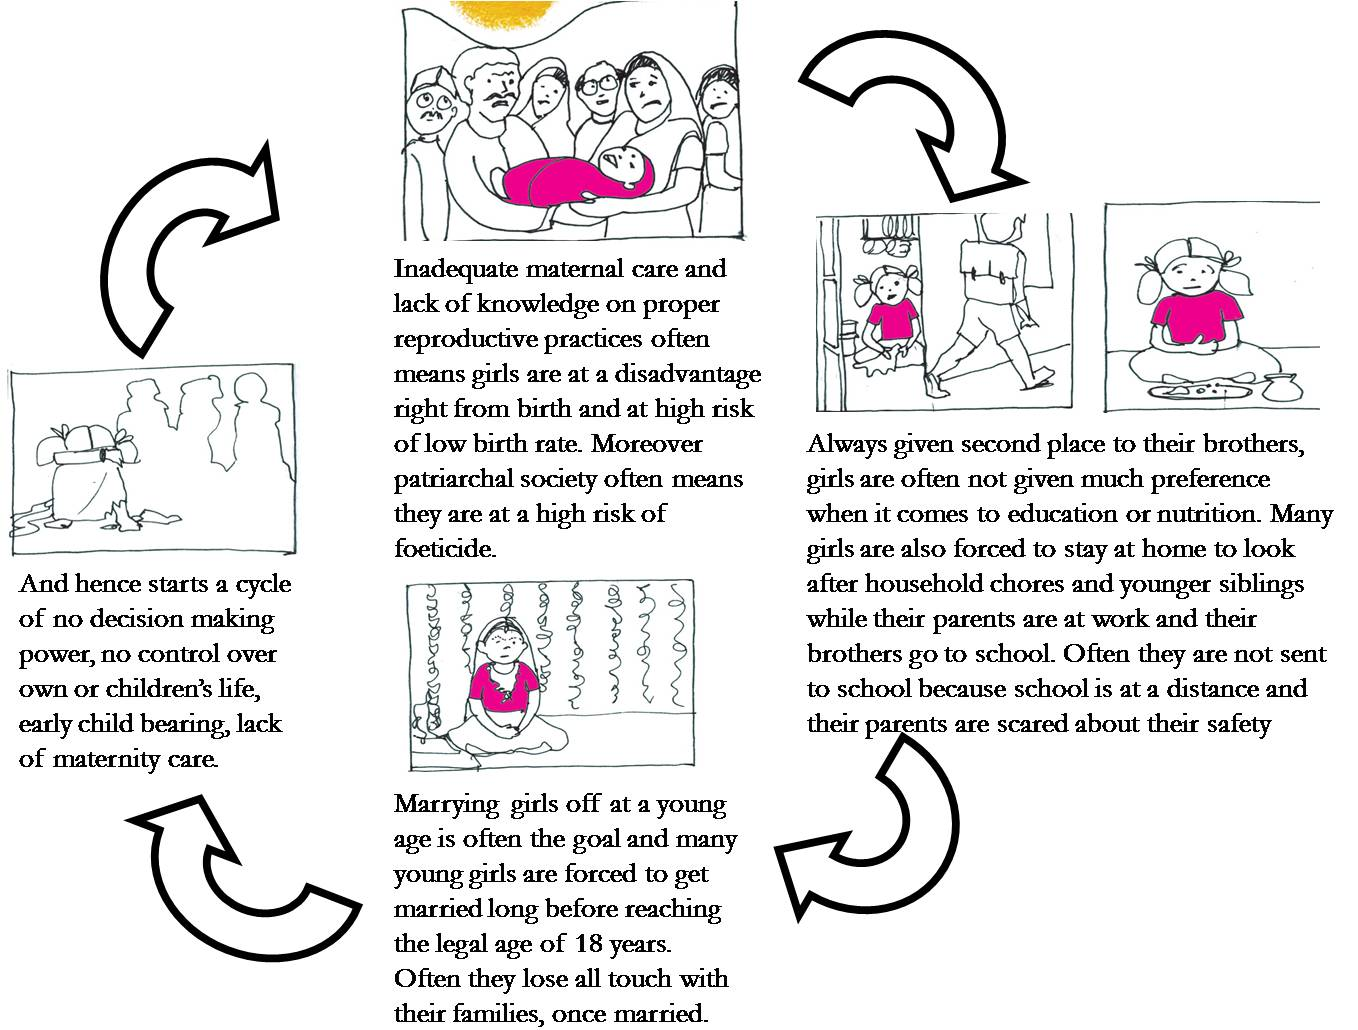 Inadequate maternal care and
lack of knowledge on proper
reproductive practices often
means girls are at a disadvantage
right from birth and at high risk
of low birth rate. Moreover
patriarchal society often means
they are at a high risk of
foeticide.
Always given second place to their brothers,
girls are often not given much preference
when it comes to education or nutrition. Many
girls are also forced to stay at home to look
after household chores and younger siblings
while their parents are at work and their
brothers go to school. Often they are not sent
to school because school is at a distance and
their parents are scared about their safety
Marrying girls off at a young
age is often the goal and many
young girls are forced to get
married long before reaching
the legal age of 18 years.
Often they lose all touch with
their families, once married.
And hence starts a cycle
of no decision making
power, no control over
own or children's life,
early child bearing, lack
of maternity care.